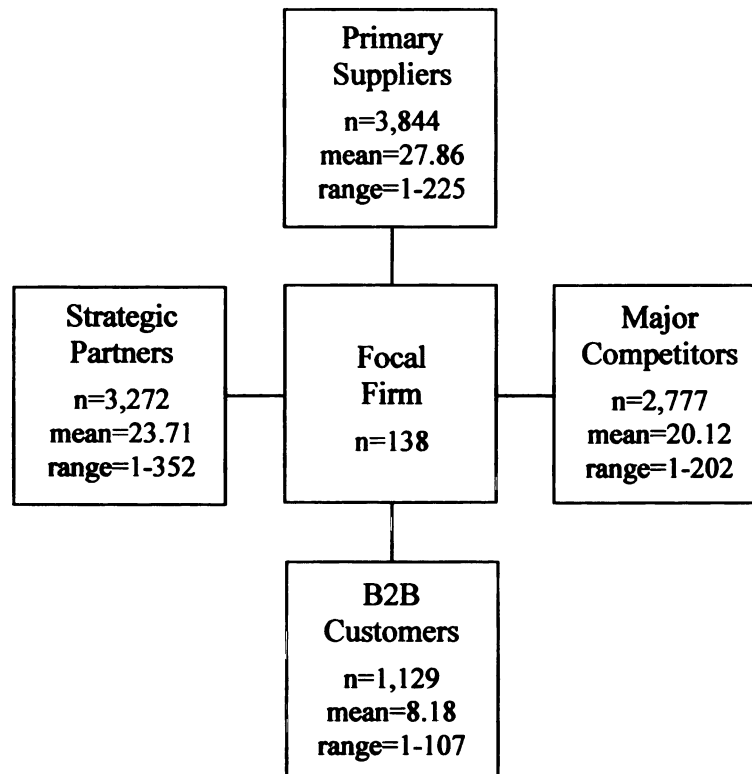 Primary
Suppliers
n=3,844
mean=27.86
range=1-225
Strategic
Partners
n=3,272
mean=23.71
range=1-352
Focal
Firm
n=138
Major
Competitors
n=2,777
mean=20.12
range=1-202
B2B
Customers
n=1,129
mean=8.18
range=1-107